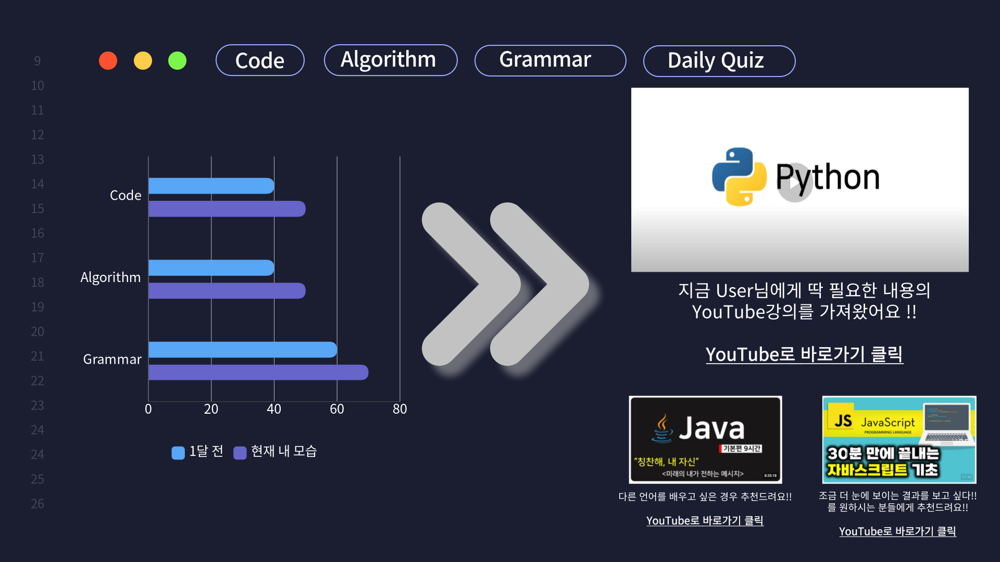 Code
Algorithm
Grammar
Daily Quiz
9
10
11
12
13
14
15
16
17
18
19
20
21
22
23
24
24
25
26
Code
Algorithm
Grammar
0 20 40 60 80
1달 전 현재 내 모습
Python
지금 User님에게 딱 필요한 내용의
YouTube강의를 가져왔어요 !!
YouTube로 바로가기 클릭
Java
기본편 9시간
“칭찬해, 내 자신”
<미래의 내가 전하는 메시지>
8:35:18
다른 언어를 배우고 싶은 경우 추천드려요!!
YouTube로 바로가기 클릭
JS JavaScript
PROGRAMMING LANGUAGE
30분 만에 끝내는
자바스크립트 기초
31:30
조금 더 눈에 보이는 결과를 보고 싶다!!
를 원하시는 분들에게 추천드려요!!
YouTube로 바로가기 클릭